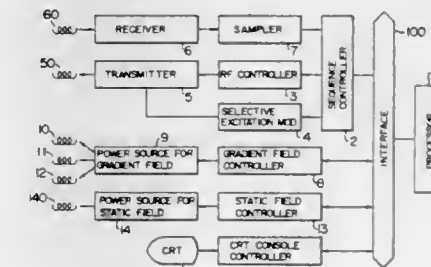 60
RECEIVER
6
SAMPLER
7
100
50
TRANSMITTER
5
RF CONTROLLER
3
SEQUENCE CONTROLLER
2
SELECTIVE EXCITATION MOD
4
INTERFACE
PROCESSOR
10
11
12
9
POWER SOURCE FOR
GRADIENT FIELD
GRADIENT FIELD
CONTROLLER
8
140
POWER SOURCE FOR
STATIC FIELD
14
STATIC FIELD
CONTROLLER
13
CRT
CRT CONSOLE
CONTROLLER